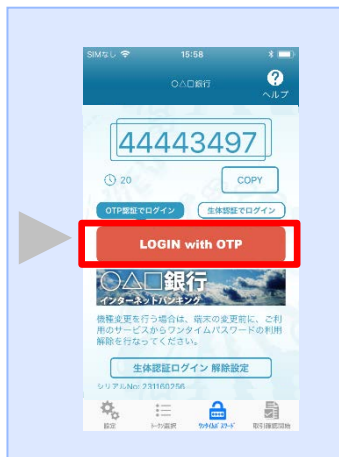 SIMなし 15:58
○△□銀行
?
ヘルプ
44443497
20 COPY
OTP認証でログイン 生体認証でログイン
LOGIN with OTP
○△□銀行
インターネットバンキング
機種変更を行う場合は、端末の変更前に、ご利
用のサービスからワンタイムパスワードの利用
解除を行なってください。
生体認証ログイン 解除設定
シリアルNo: 231160256
設定 トークン選択 ワンタイムパスワード 取引確認開始